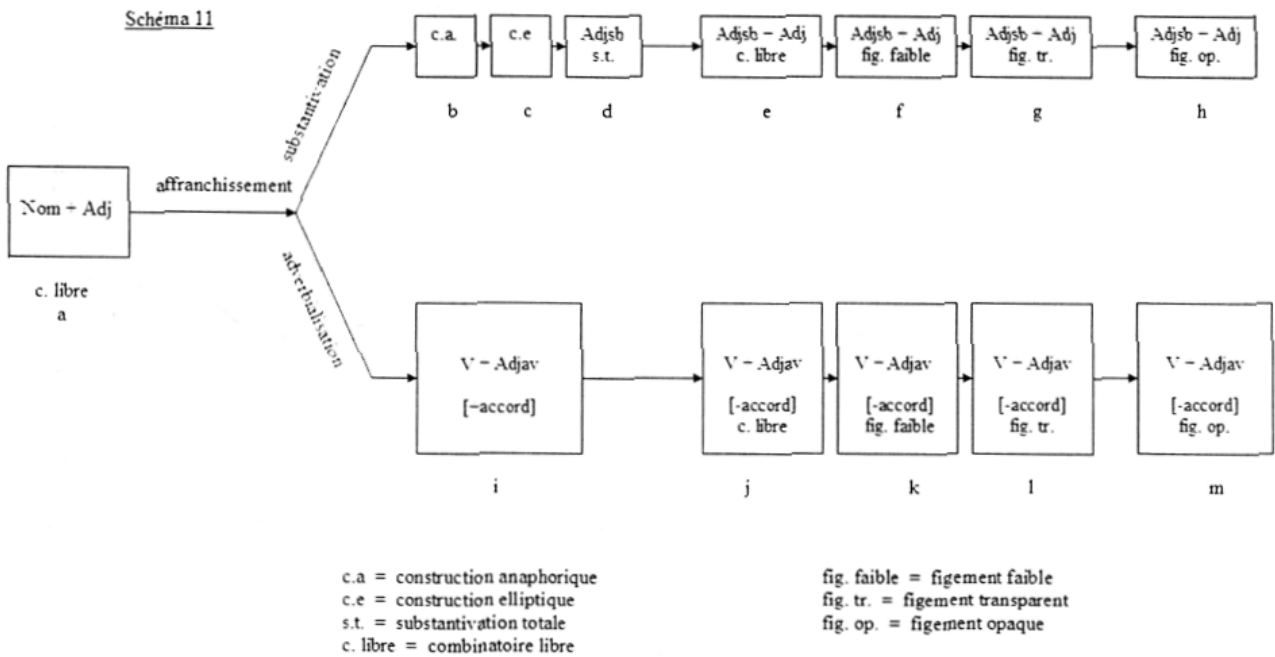 Schéma 11
c.a. c.e Adjsb Adjsb – Adj Adjsb – Adj Adjsb – Adj Adjsb – Adj
s.t. c. libre fig. faible fig. tr. fig. op.
b c d e f g h
substantivation
affranchissement
Nom + Adj
adverbialisation
c. libre
a
V – Adjav V – Adjav V – Adjav V – Adjav V – Adjav
[-accord] [-accord] [-accord] [-accord] [-accord]
c. libre fig. faible fig. tr. fig. op.
i j k l m
c.a = construction anaphorique fig. faible = figement faible
c.e = construction elliptique fig. tr. = figement transparent
s.t. = substantivation totale fig. op. = figement opaque
c. libre = combinatoire libre